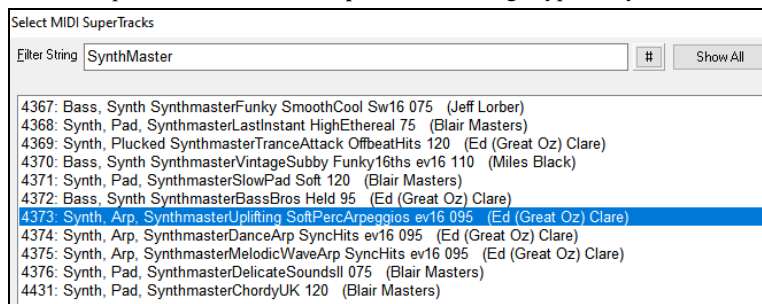 Select MIDI SuperTracks
Filter String SynthMaster # Show All
4367: Bass, Synth SynthmasterFunky SmoothCool Sw16 075 (Jeff Lorber)
4368: Synth, Pad, SynthmasterLastInstant HighEthereal 75 (Blair Masters)
4369: Synth, Plucked SynthmasterTranceAttack OffbeatHits 120 (Ed (Great Oz) Clare)
4370: Bass, Synth SynthmasterVintageSubby Funky16ths ev16 110 (Miles Black)
4371: Synth, Pad, SynthmasterSlowPad Soft 120 (Blair Masters)
4372: Bass, Synth SynthmasterBassBros Held 95 (Ed (Great Oz) Clare)
4373: Synth, Arp, SynthmasterUplifting SoftPercArpeggios ev16 095 (Ed (Great Oz) Clare)
4374: Synth, Arp, SynthmasterDanceArp SyncHits ev16 095 (Ed (Great Oz) Clare)
4375: Synth, Arp, SynthmasterMelodicWaveArp SyncHits ev16 095 (Ed (Great Oz) Clare)
4376: Synth, Pad, SynthmasterDelicateSoundsII 075 (Blair Masters)
4431: Synth, Pad, SynthmasterChordyUK 120 (Blair Masters)